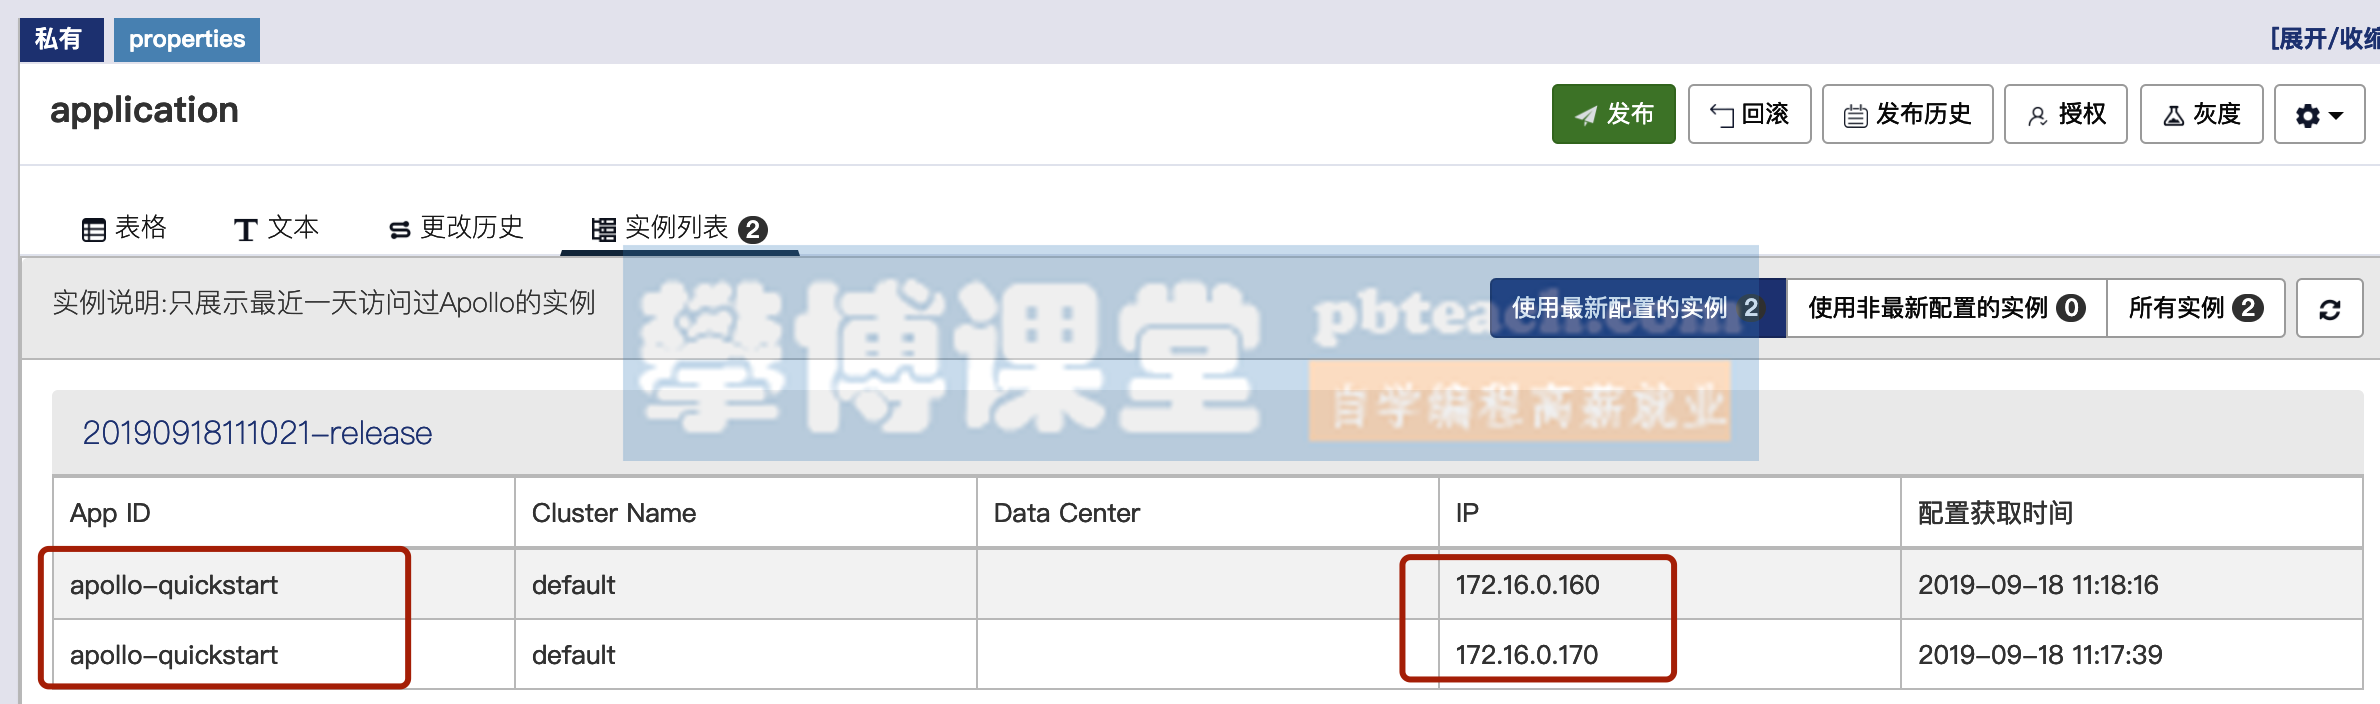 私有 properties [展开/收缩
application 发布 回滚 发布历史 授权 灰度
表格 文本 更改历史 实例列表 2
实例说明:只展示最近一天访问过Apollo的实例 使用最新配置的实例 2 使用非最新配置的实例 0 所有实例 2
攀博课堂 pbteach.com
自学编程高薪就业
20190918111021-release
App ID Cluster Name Data Center IP 配置获取时间
apollo-quickstart default 172.16.0.160 2019-09-18 11:18:16
apollo-quickstart default 172.16.0.170 2019-09-18 11:17:39